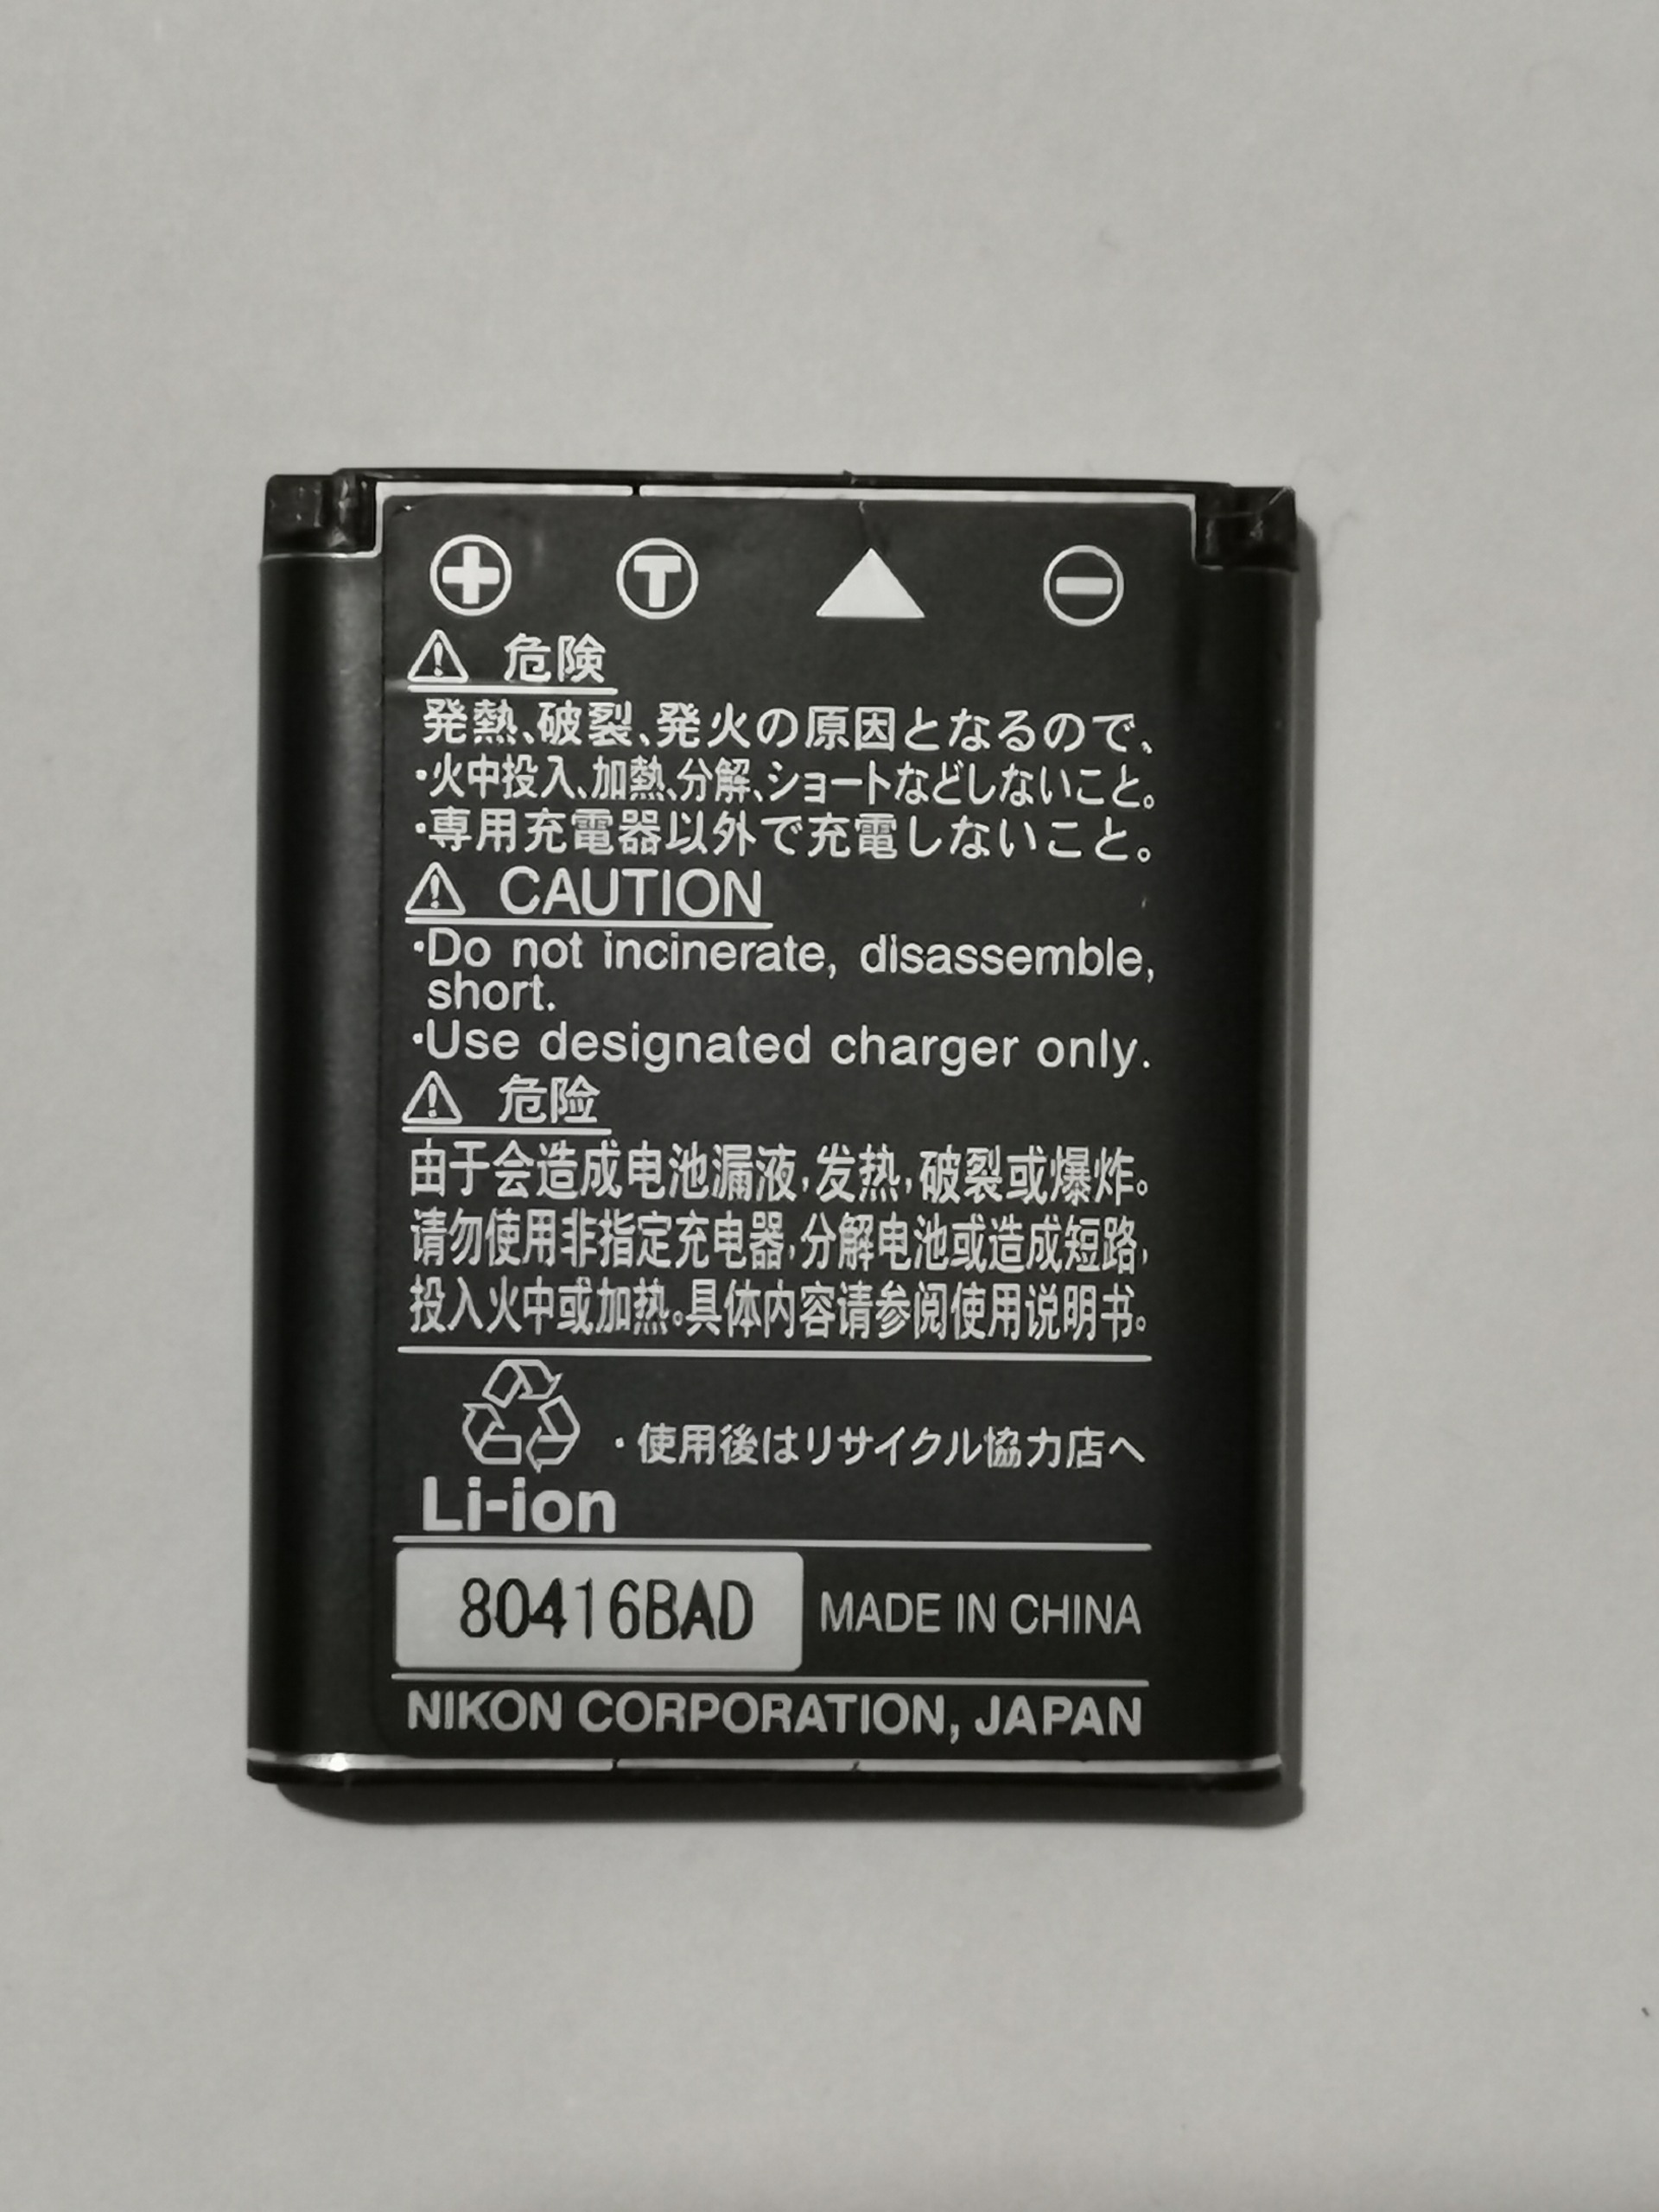 + T −
危険
発熱、破裂、発火の原因となるので、
・火中投入、加熱、分解、ショートなどしないこと。
・専用充電器以外で充電しないこと。
CAUTION
・Do not incinerate, disassemble,
short.
・Use designated charger only.
危险
由于会造成电池漏液,发热,破裂或爆炸。
请勿使用非指定充电器,分解电池或造成短路,
投入火中或加热。具体内容请参阅使用说明书。
・使用後はリサイクル協力店へ
Li-ion
80416BAD MADE IN CHINA
NIKON CORPORATION, JAPAN